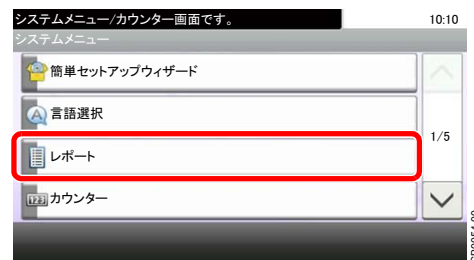 システムメニュー/カウンター画面です。 10:10
システムメニュー
簡単セットアップウィザード
言語選択
1/5
レポート
123 カウンター